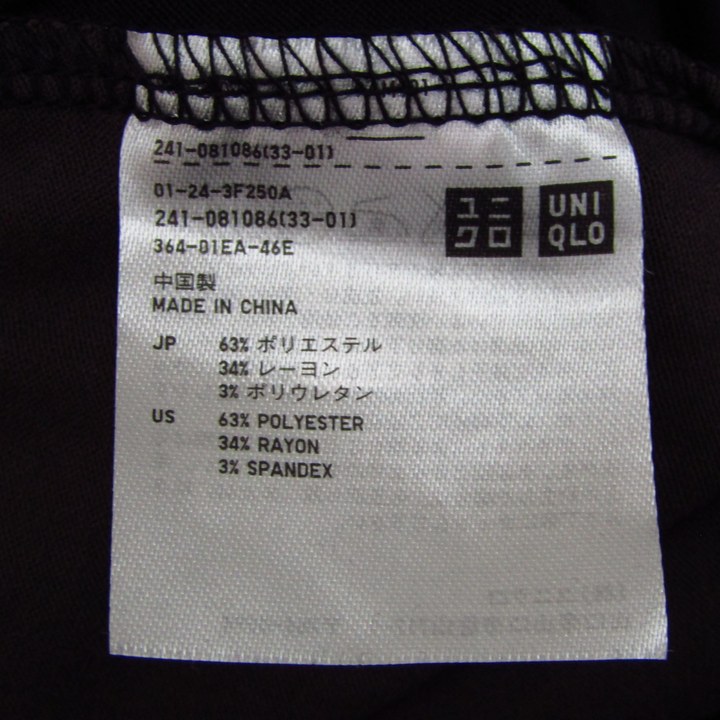 241-081086(33-01)
01-24-3F250A
241-081086(33-01)
364-01EA-46E
ユニ
クロ
UNI
QLO
中国製
MADE IN CHINA
JP 63% ポリエステル
34% レーヨン
3% ポリウレタン
US 63% POLYESTER
34% RAYON
3% SPANDEX